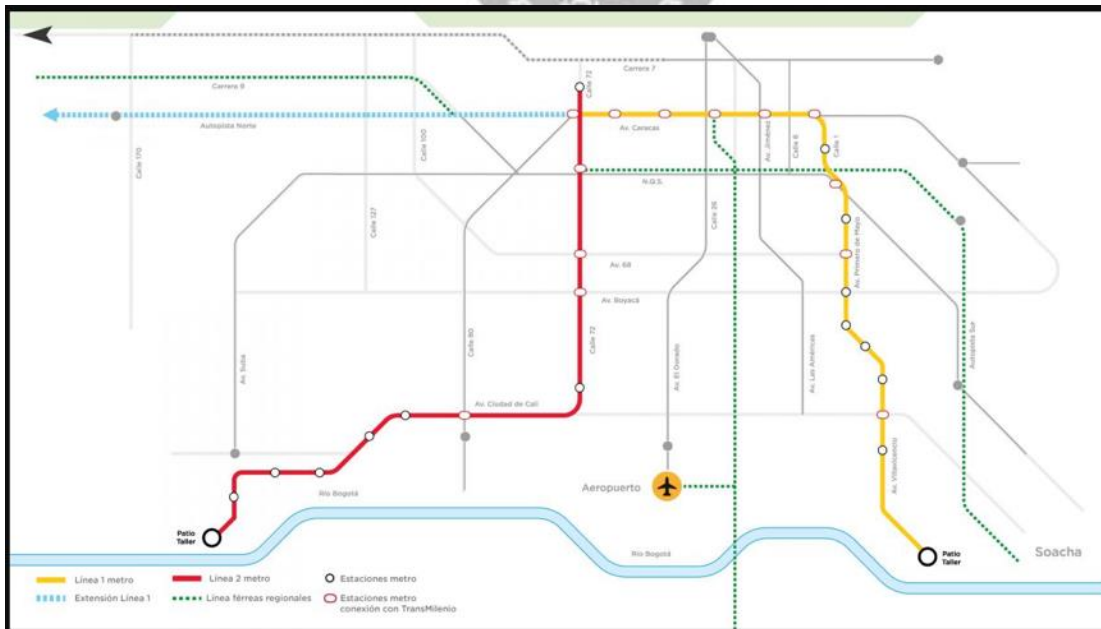 Carrera 7
Calle 72
Carrera 9
Autopista Norte
Av. Caracas
Calle 170
Calle 100
Av. Jiménez
Calle 6
Calle 1
N.Q.S.
Calle 127
Calle 26
Av. 68
Av. Primero de Mayo
Av. Boyacá
Av. Suba
Calle 80
Calle 72
Av. El Dorado
Av. Las Américas
Autopista Sur
Av. Ciudad de Cali
Av. Villavicencio
Aeropuerto
Río Bogotá
Patio
Taller
Río Bogotá
Patio
Taller
Soacha
Línea 1 metro
Línea 2 metro
Estaciones metro
Extensión Línea 1
Línea férreas regionales
Estaciones metro
conexión con TransMilenio